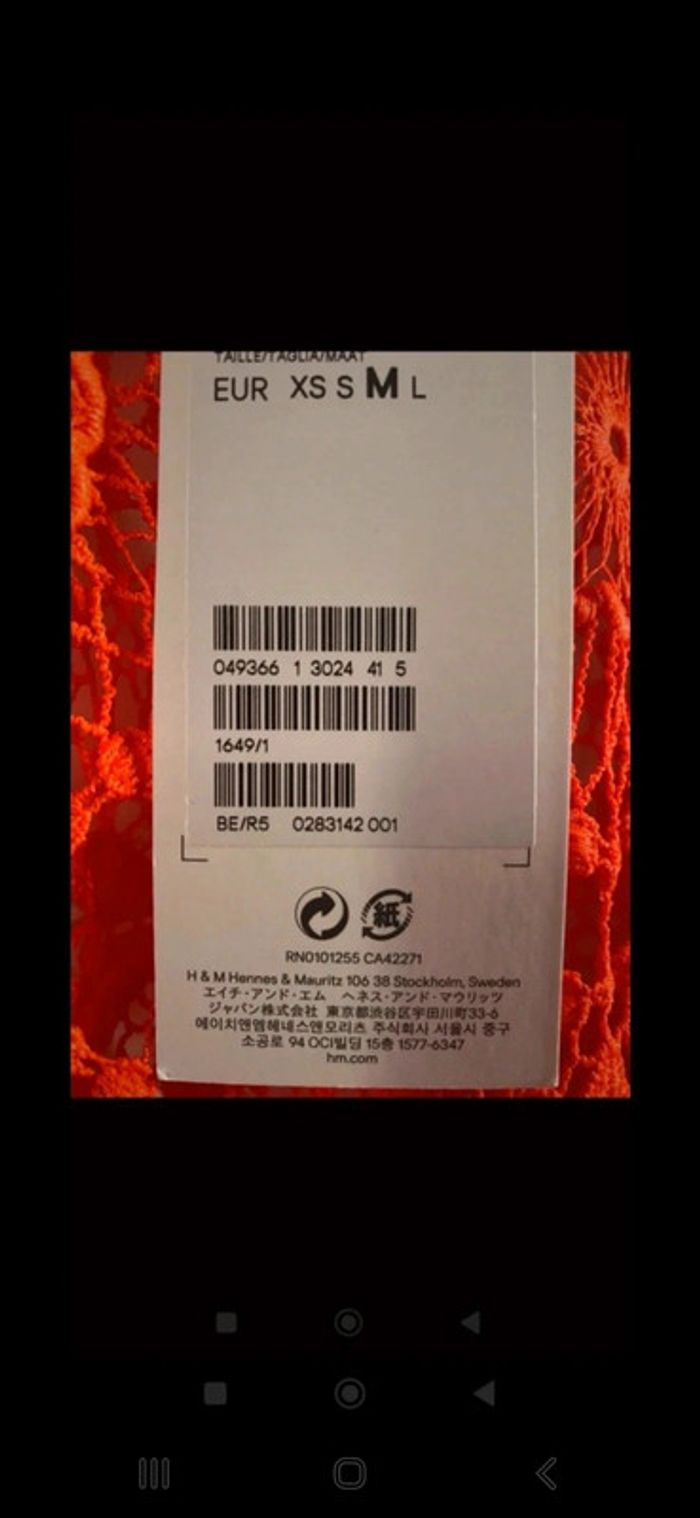 TAILLE/TAGLIA/MAAT
EUR XS S M L
049366 1 3024 41 5
1649/1
BE/R5 0283142 001
紙
RN0101255 CA42271
H & M Hennes & Mauritz 106 38 Stockholm, Sweden
エイチ・アンド・エム ヘネス・アンド・マウリッツ
ジャパン株式会社 東京都渋谷区宇田川町33-6
에이치앤엠헤네스앤모리츠 주식회사 서울시 중구
소공로 94 OCI빌딩 15층 1577-6347
hm.com